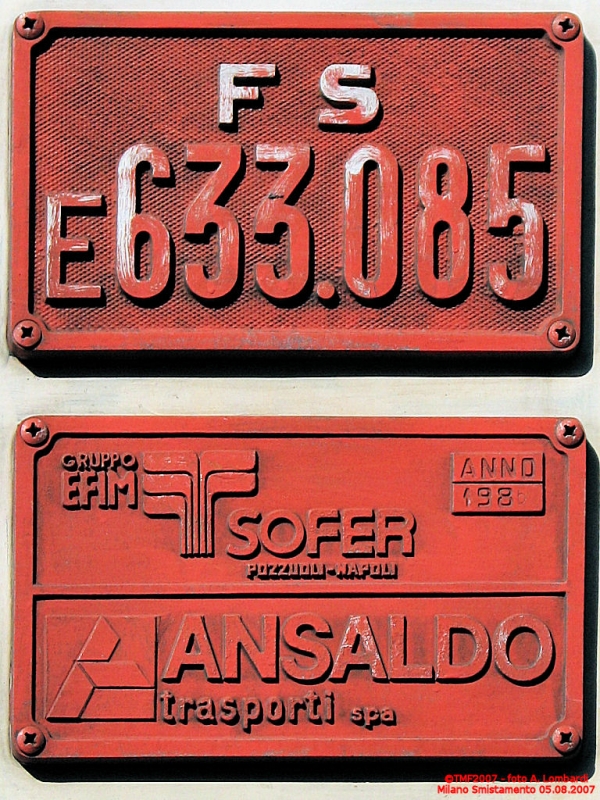 FS
E633.085
GRUPPO
EFIM
SOFER
POZZUOLI-NAPOLI
ANNO
ANSALDO
trasporti spa
©TMF2007 - foto A. Lombardi
Milano Smistamento 05.08.2007